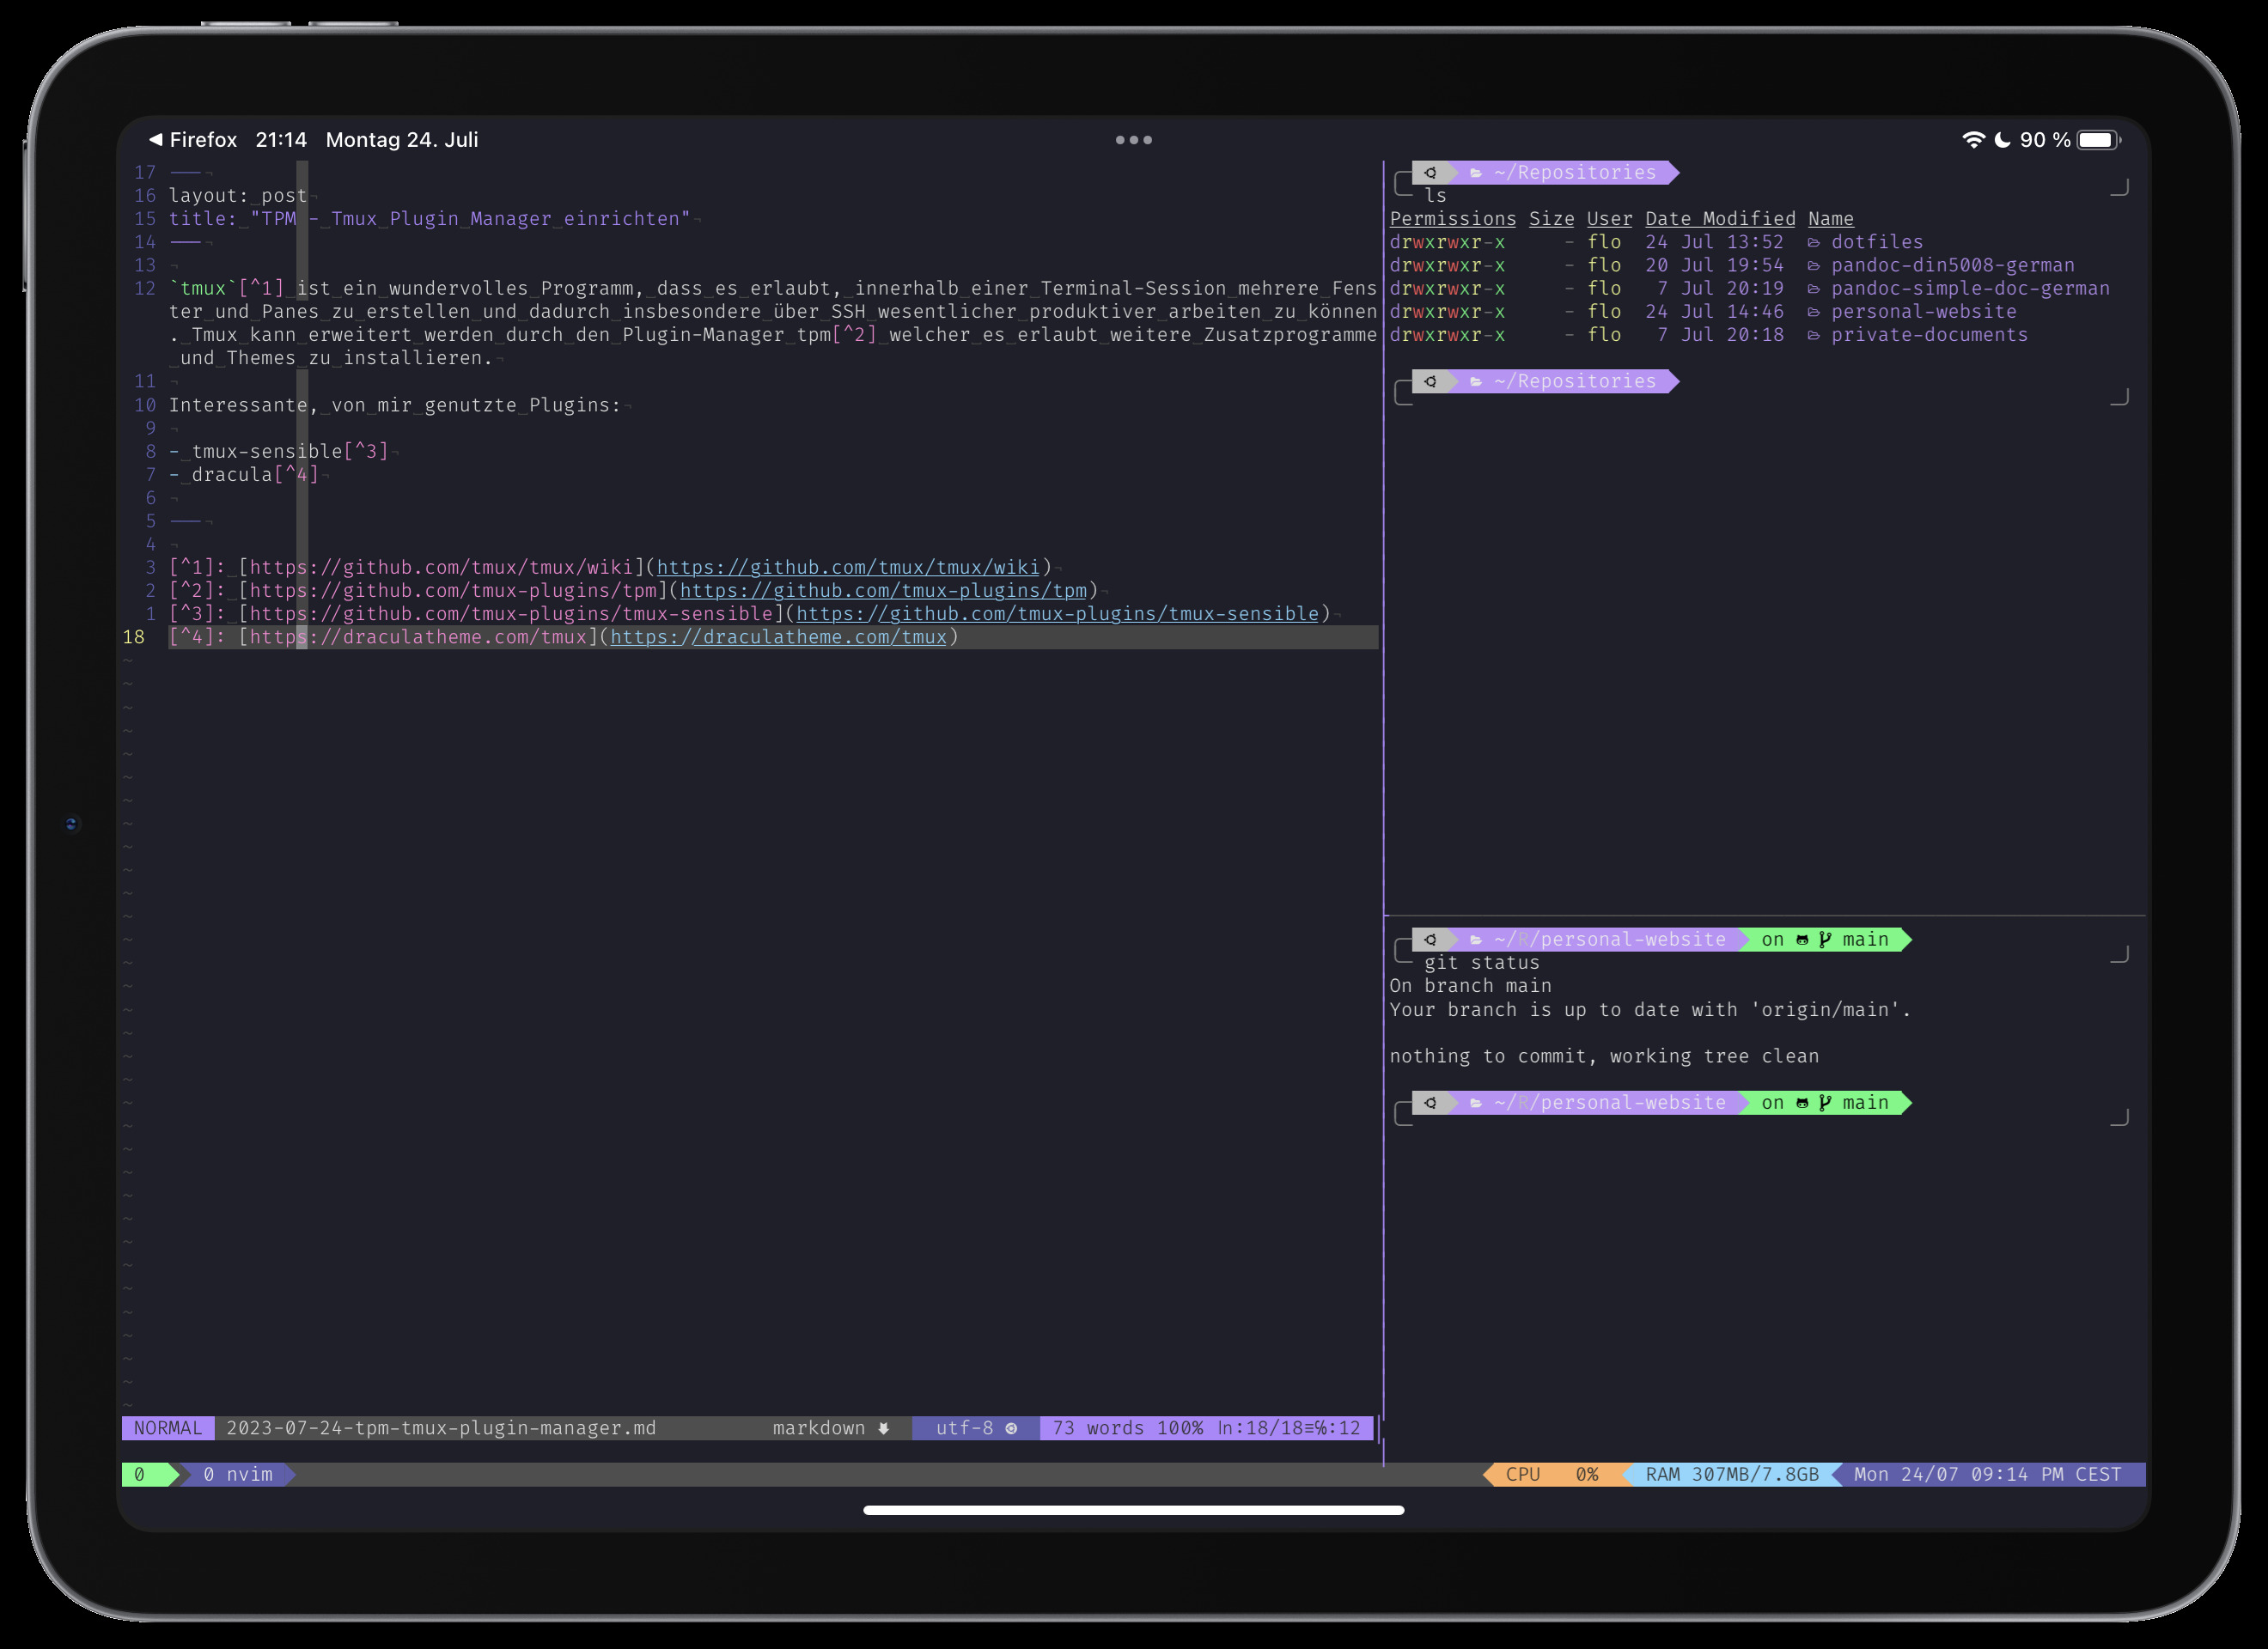 Firefox 21:14 Montag 24. Juli
90 %
17 ---
16 layout: post
15 title: "TPM - Tmux Plugin Manager einrichten"
14 ---
13
12 `tmux`[^1] ist ein wundervolles Programm, dass es erlaubt, innerhalb einer Terminal-Session mehrere Fens
ter und Panes zu erstellen und dadurch insbesondere über SSH wesentlicher produktiver arbeiten zu können
. Tmux kann erweitert werden durch den Plugin-Manager tpm[^2] welcher es erlaubt weitere Zusatzprogramme
und Themes zu installieren.
11
10 Interessante, von mir genutzte Plugins:
9
8 - tmux-sensible[^3]
7 - dracula[^4]
6
5 ---
4
3 [^1]: [https://github.com/tmux/tmux/wiki](https://github.com/tmux/tmux/wiki)
2 [^2]: [https://github.com/tmux-plugins/tpm](https://github.com/tmux-plugins/tpm)
1 [^3]: [https://github.com/tmux-plugins/tmux-sensible](https://github.com/tmux-plugins/tmux-sensible)
18 [^4]: [https://draculatheme.com/tmux](https://draculatheme.com/tmux)
NORMAL 2023-07-24-tpm-tmux-plugin-manager.md markdown utf-8 73 words 100% ln:18/18≡℅:12
~/Repositories
ls
Permissions Size User Date Modified Name
drwxrwxr-x - flo 24 Jul 13:52 dotfiles
drwxrwxr-x - flo 20 Jul 19:54 pandoc-din5008-german
drwxrwxr-x - flo 7 Jul 20:19 pandoc-simple-doc-german
drwxrwxr-x - flo 24 Jul 14:46 personal-website
drwxrwxr-x - flo 7 Jul 20:18 private-documents
~/Repositories
~/R/personal-website on main
git status
On branch main
Your branch is up to date with 'origin/main'.
nothing to commit, working tree clean
~/R/personal-website on main
0 0 nvim CPU 0% RAM 307MB/7.8GB Mon 24/07 09:14 PM CEST